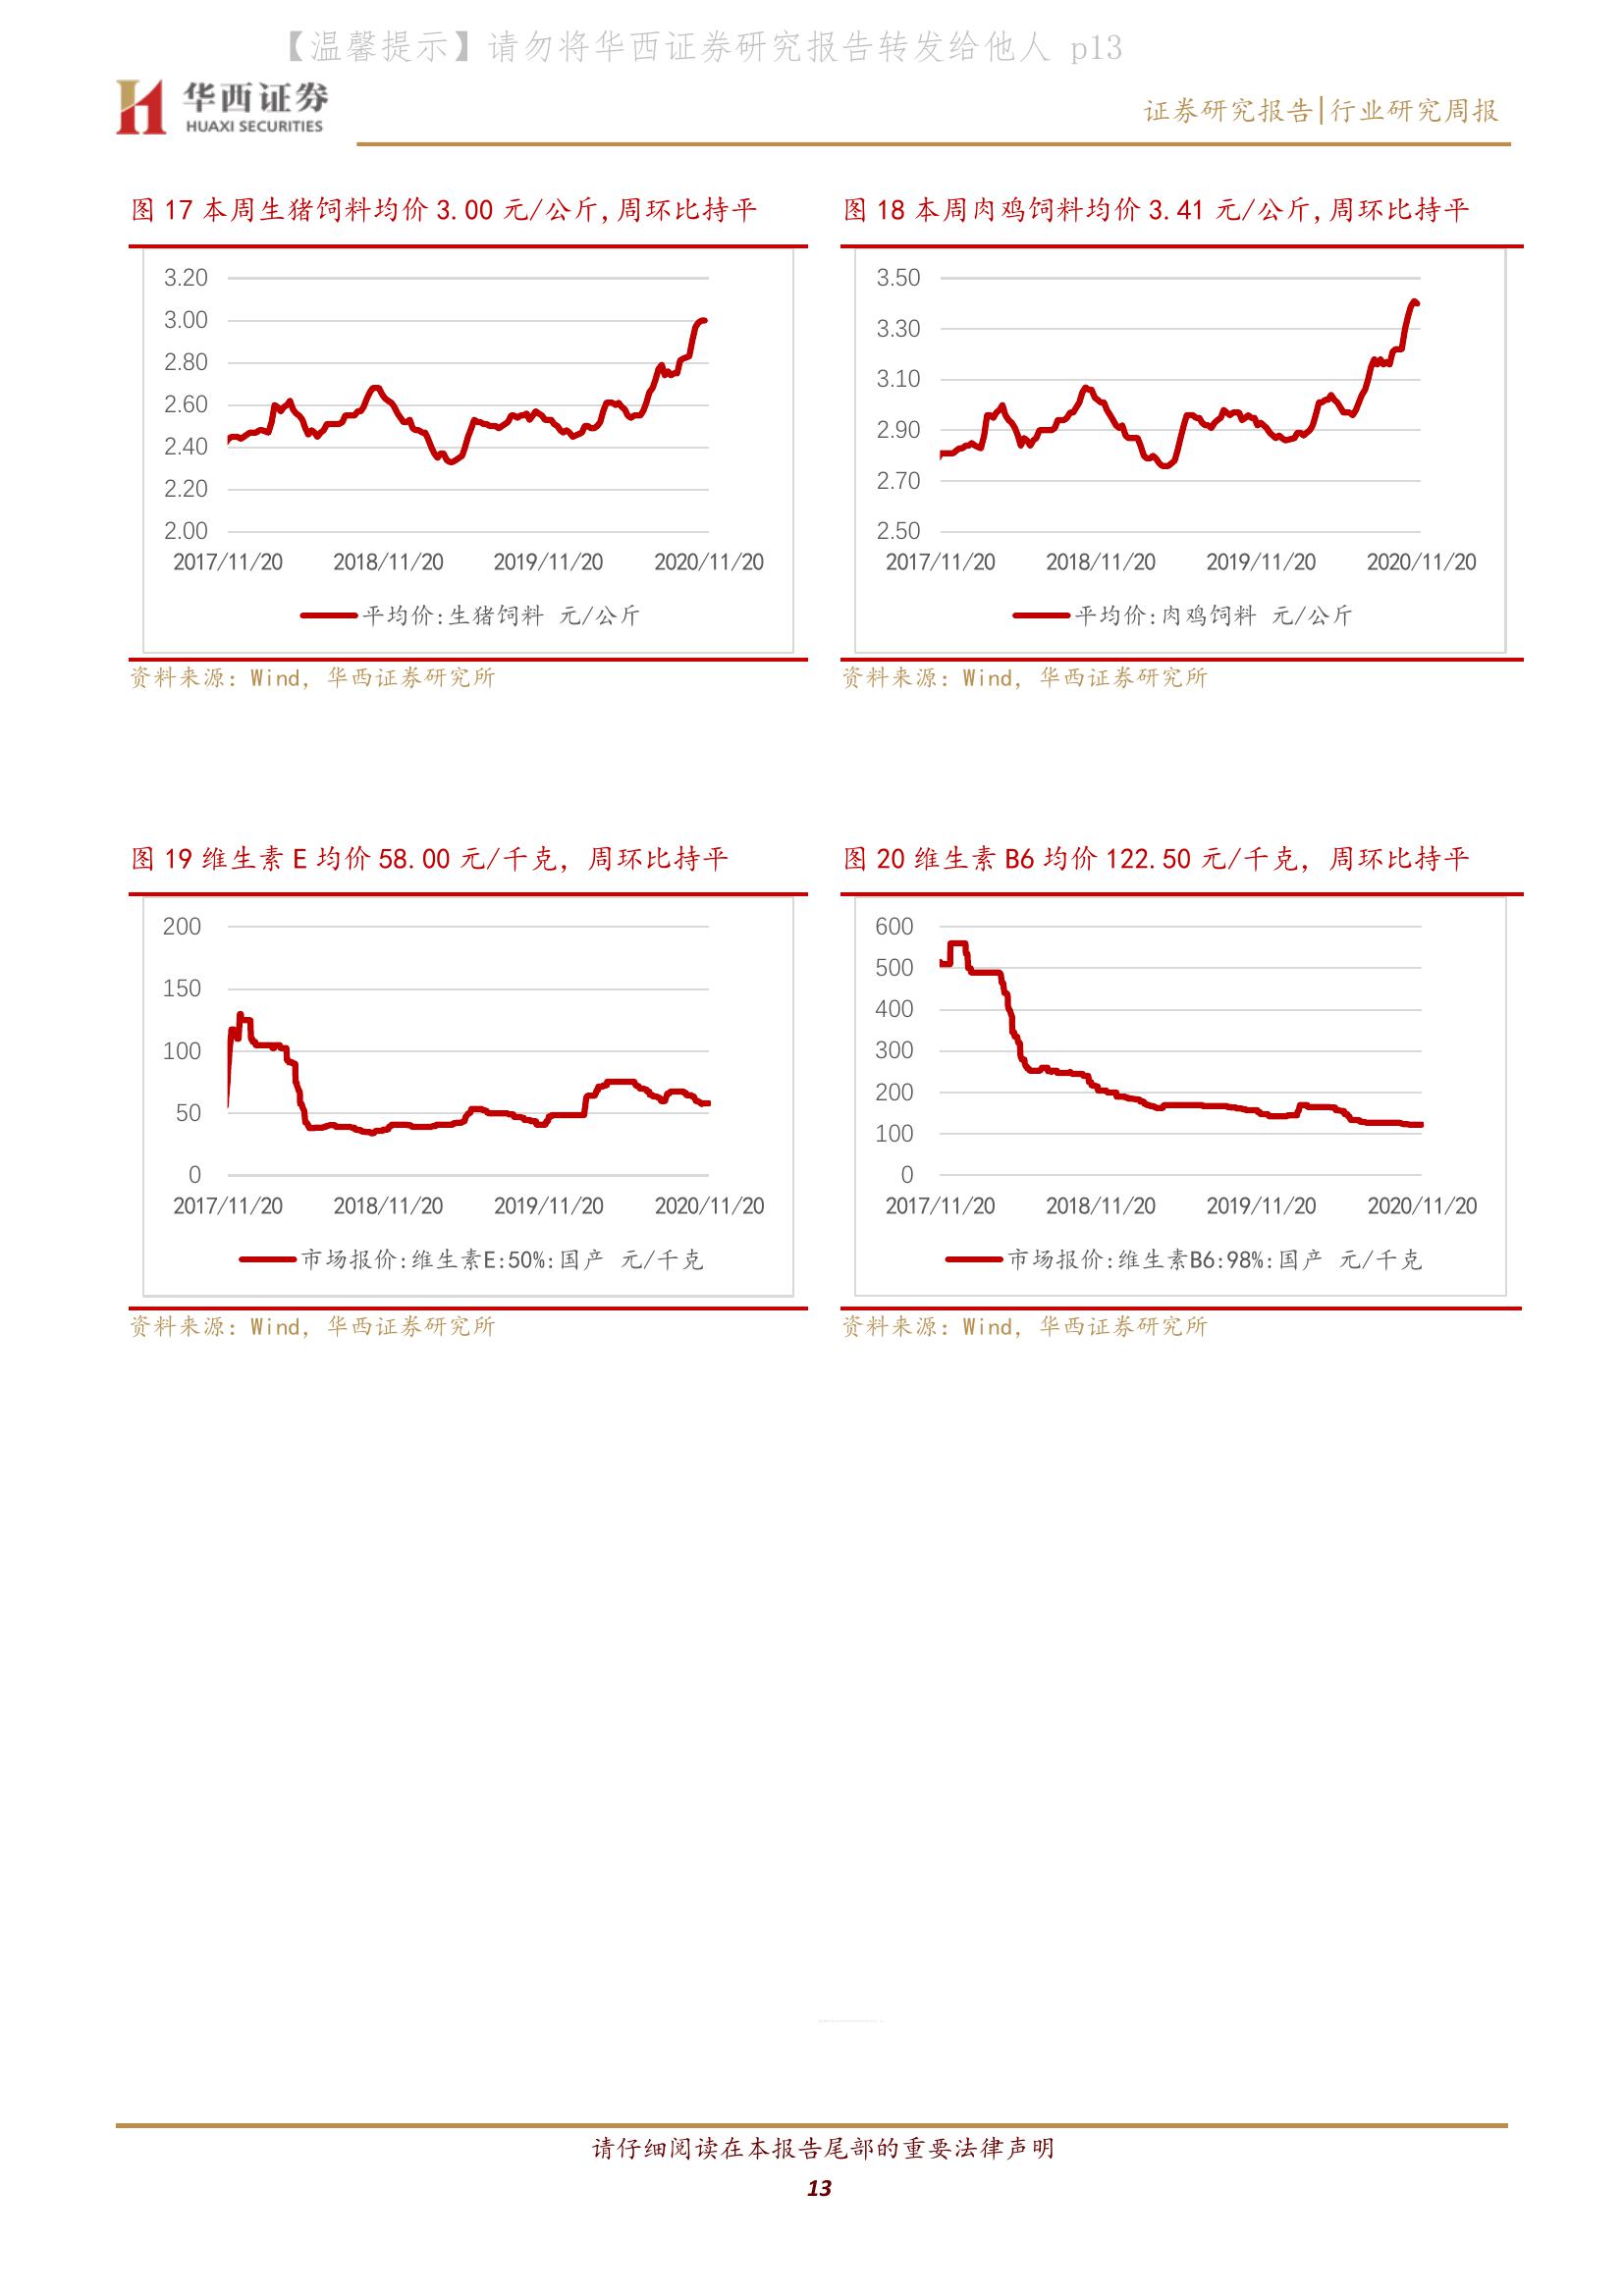 【温馨提示】请勿将华西证券研究报告转发给他人 p13
华西证券
HUAXI SECURITIES
证券研究报告|行业研究周报
图 17 本周生猪饲料均价 3.00 元/公斤,周环比持平
3.20
3.00
2.80
2.60
2.40
2.20
2.00
2017/11/20 2018/11/20 2019/11/20 2020/11/20
平均价:生猪饲料 元/公斤
资料来源：Wind，华西证券研究所
图 18 本周肉鸡饲料均价 3.41 元/公斤,周环比持平
3.50
3.30
3.10
2.90
2.70
2.50
2017/11/20 2018/11/20 2019/11/20 2020/11/20
平均价:肉鸡饲料 元/公斤
资料来源：Wind，华西证券研究所
图 19 维生素 E 均价 58.00 元/千克，周环比持平
200
150
100
50
0
2017/11/20 2018/11/20 2019/11/20 2020/11/20
市场报价:维生素E:50%:国产 元/千克
资料来源：Wind，华西证券研究所
图 20 维生素 B6 均价 122.50 元/千克，周环比持平
600
500
400
300
200
100
0
2017/11/20 2018/11/20 2019/11/20 2020/11/20
市场报价:维生素B6:98%:国产 元/千克
资料来源：Wind，华西证券研究所
请仔细阅读在本报告尾部的重要法律声明
13